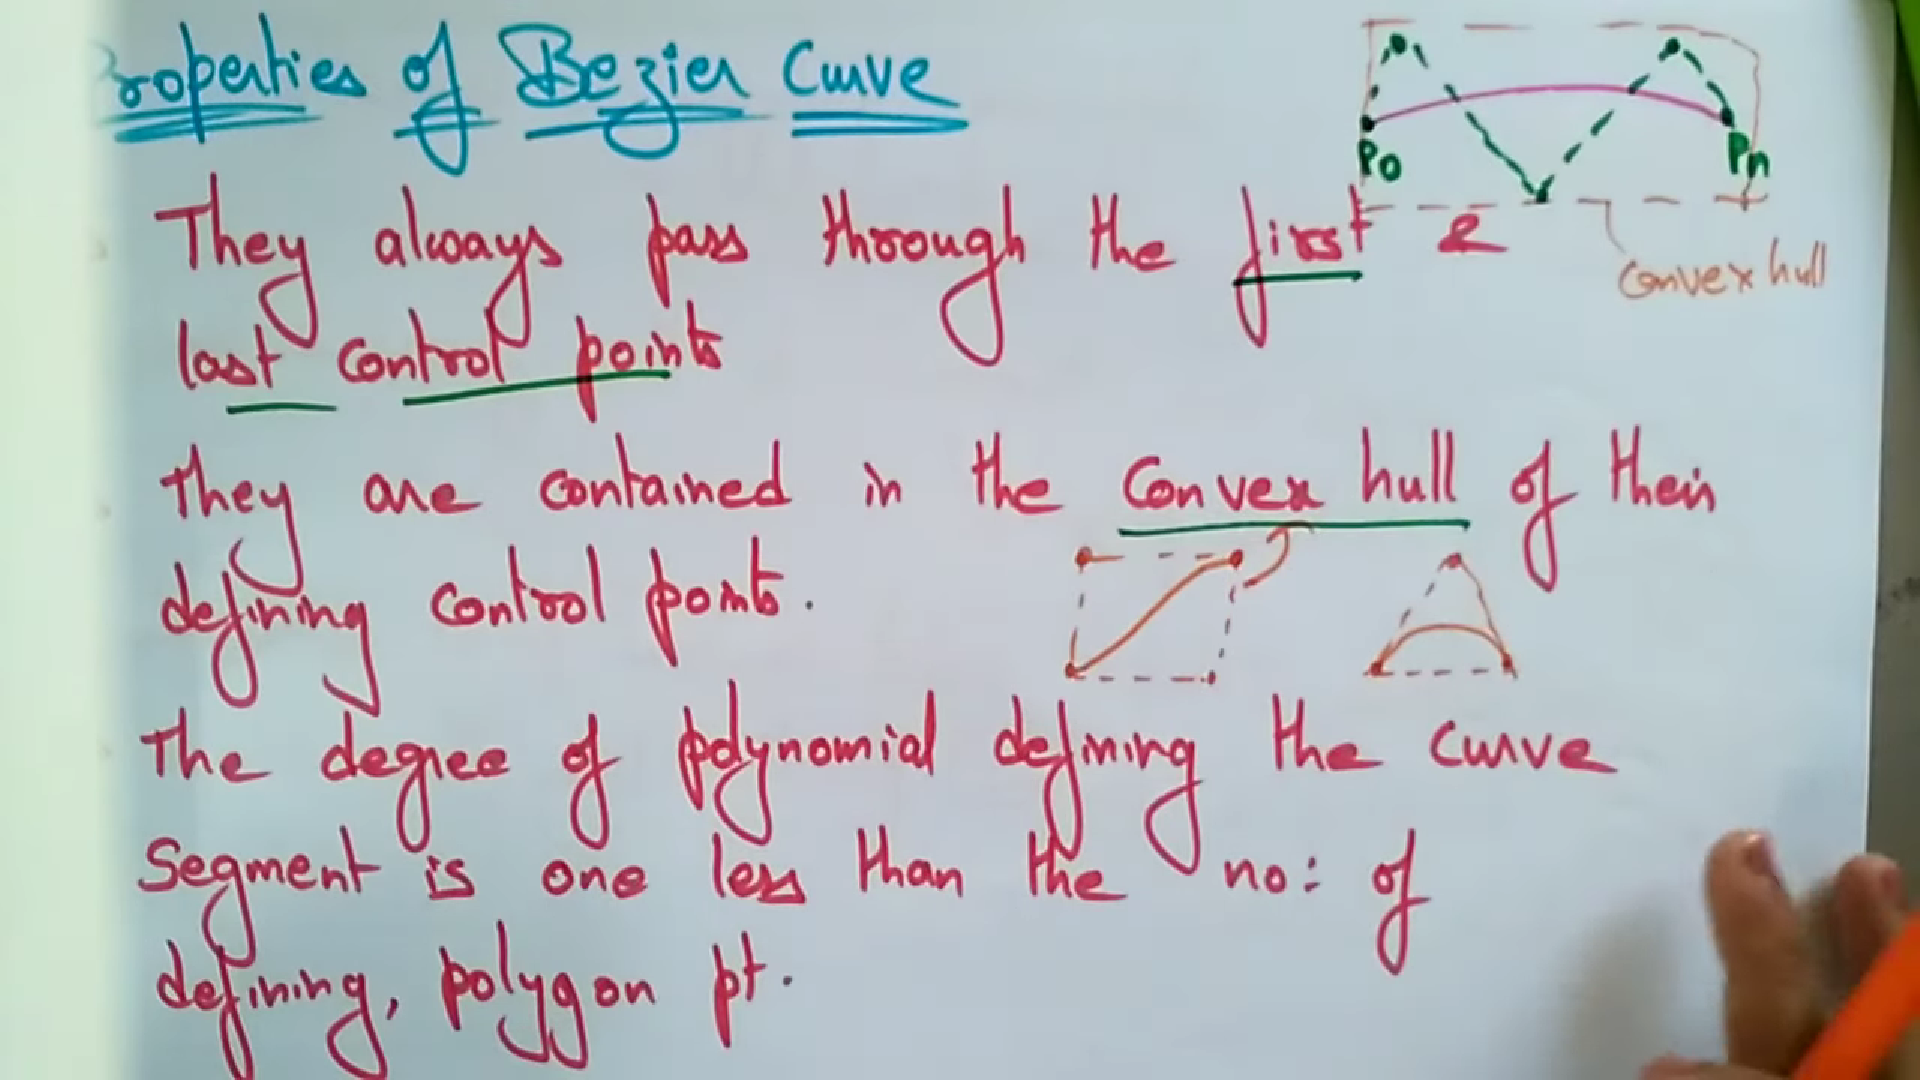 Properties of Bezier Curve
P0
Pn
They always pass through the first &
convex hull
last control points
They are contained in the convex hull of their
defining control points.
The degree of polynomial defining the curve
segment is one less than the no: of
defining, polygon pt.